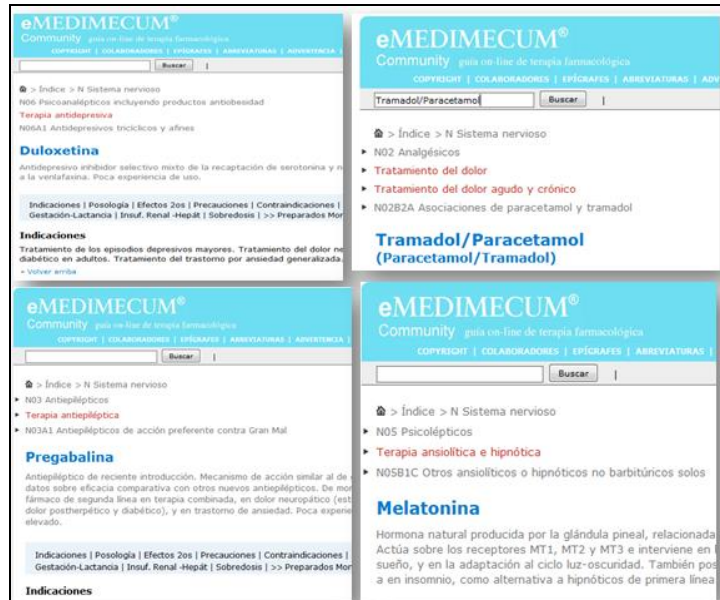 eMEDIMECUM®
Community guía on-line de terapia farmacológica
COPYRIGHT | COLABORADORES | EPÍGRAFES | ABREVIATURAS | ADVERTENCIA |
Buscar |
> Índice > N Sistema nervioso
N06 Psicoanalépticos incluyendo productos antiobesidad
Terapia antidepresiva
N06A1 Antidepresivos tricíclicos y afines
Duloxetina
Antidepresivo inhibidor selectivo mixto de la recaptación de serotonina y n
a la venlafaxina. Poca experiencia de uso.
Indicaciones | Posología | Efectos 2os | Precauciones | Contraindicaciones |
Gestación-Lactancia | Insuf. Renal -Hepát | Sobredosis | >> Preparados Mon
Indicaciones
Tratamiento de los episodios depresivos mayores. Tratamiento del dolor ne
diabético en adultos. Tratamiento del trastorno por ansiedad generalizada.
Volver arriba
eMEDIMECUM®
Community guía on-line de terapia farmacológica
COPYRIGHT | COLABORADORES | EPÍGRAFES | ABREVIATURAS | ADV
Tramadol/Paracetamol Buscar |
> Índice > N Sistema nervioso
N02 Analgésicos
Tratamiento del dolor
Tratamiento del dolor agudo y crónico
N02B2A Asociaciones de paracetamol y tramadol
Tramadol/Paracetamol
(Paracetamol/Tramadol)
eMEDIMECUM®
Community guía on-line de terapia farmacológica
COPYRIGHT | COLABORADORES | EPÍGRAFES | ABREVIATURAS | ADVERTENCIA |
Buscar |
> Índice > N Sistema nervioso
N03 Antiepilépticos
Terapia antiepiléptica
N03A1 Antiepilépticos de acción preferente contra Gran Mal
Pregabalina
Antiepiléptico de reciente introducción. Mecanismo de acción similar al de
datos sobre eficacia comparativa con otros nuevos antiepilépticos. De mo
fármaco de segunda línea en terapia combinada, en dolor neuropático (est
dolor postherpético y diabético), y en trastorno de ansiedad. Poca experie
elevado.
Indicaciones | Posología | Efectos 2os | Precauciones | Contraindicaciones |
Gestación-Lactancia | Insuf. Renal -Hepát | Sobredosis | >> Preparados Mor
Indicaciones
eMEDIMECUM®
Community guía on-line de terapia farmacológica
COPYRIGHT | COLABORADORES | EPÍGRAFES | ABREVIATURAS |
Buscar |
> Índice > N Sistema nervioso
N05 Psicolépticos
Terapia ansiolítica e hipnótica
N05B1C Otros ansiolíticos o hipnóticos no barbitúricos solos
Melatonina
Hormona natural producida por la glándula pineal, relacionada
Actúa sobre los receptores MT1, MT2 y MT3 e interviene en
sueño, y en la adaptación al ciclo luz-oscuridad. También pos
a en insomnio, como alternativa a hipnóticos de primera línea